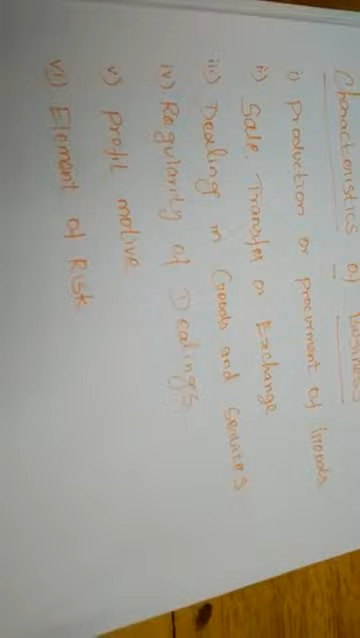 Characteristics of Business
i) Production or procurment of Goods
ii) Sale, Transfer or Exchange
iii) Dealing in Goods and Services
iv) Regularity of Dealings
v) Profit motive
vi) Element of Risk